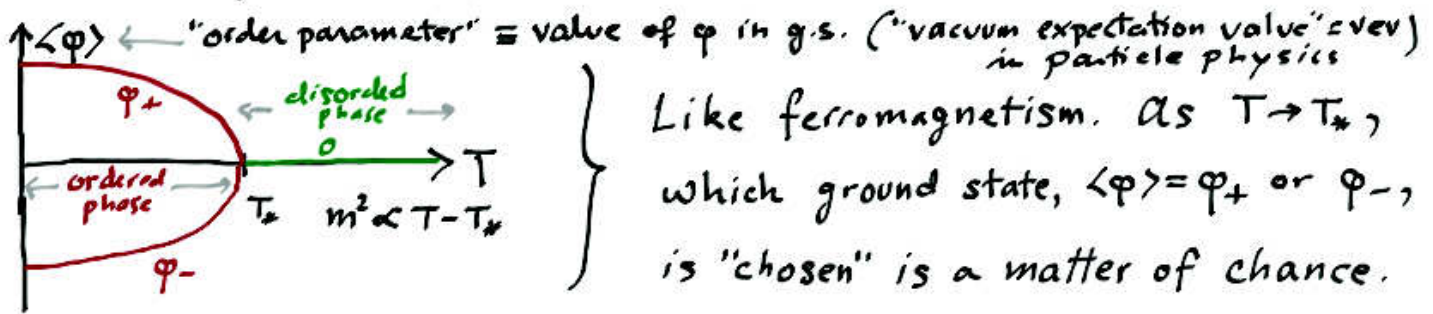 ⟨φ⟩ ← "order parameter" ≡ value of φ in g.s. ("vacuum expectation value" = vev)
in particle physics
φ+
← disorded →
phase
0
T
← ordered →
phase
T* m² ∝ T - T*
φ-
Like ferromagnetism. As T → T*,
which ground state, ⟨φ⟩ = φ+ or φ-,
is "chosen" is a matter of chance.